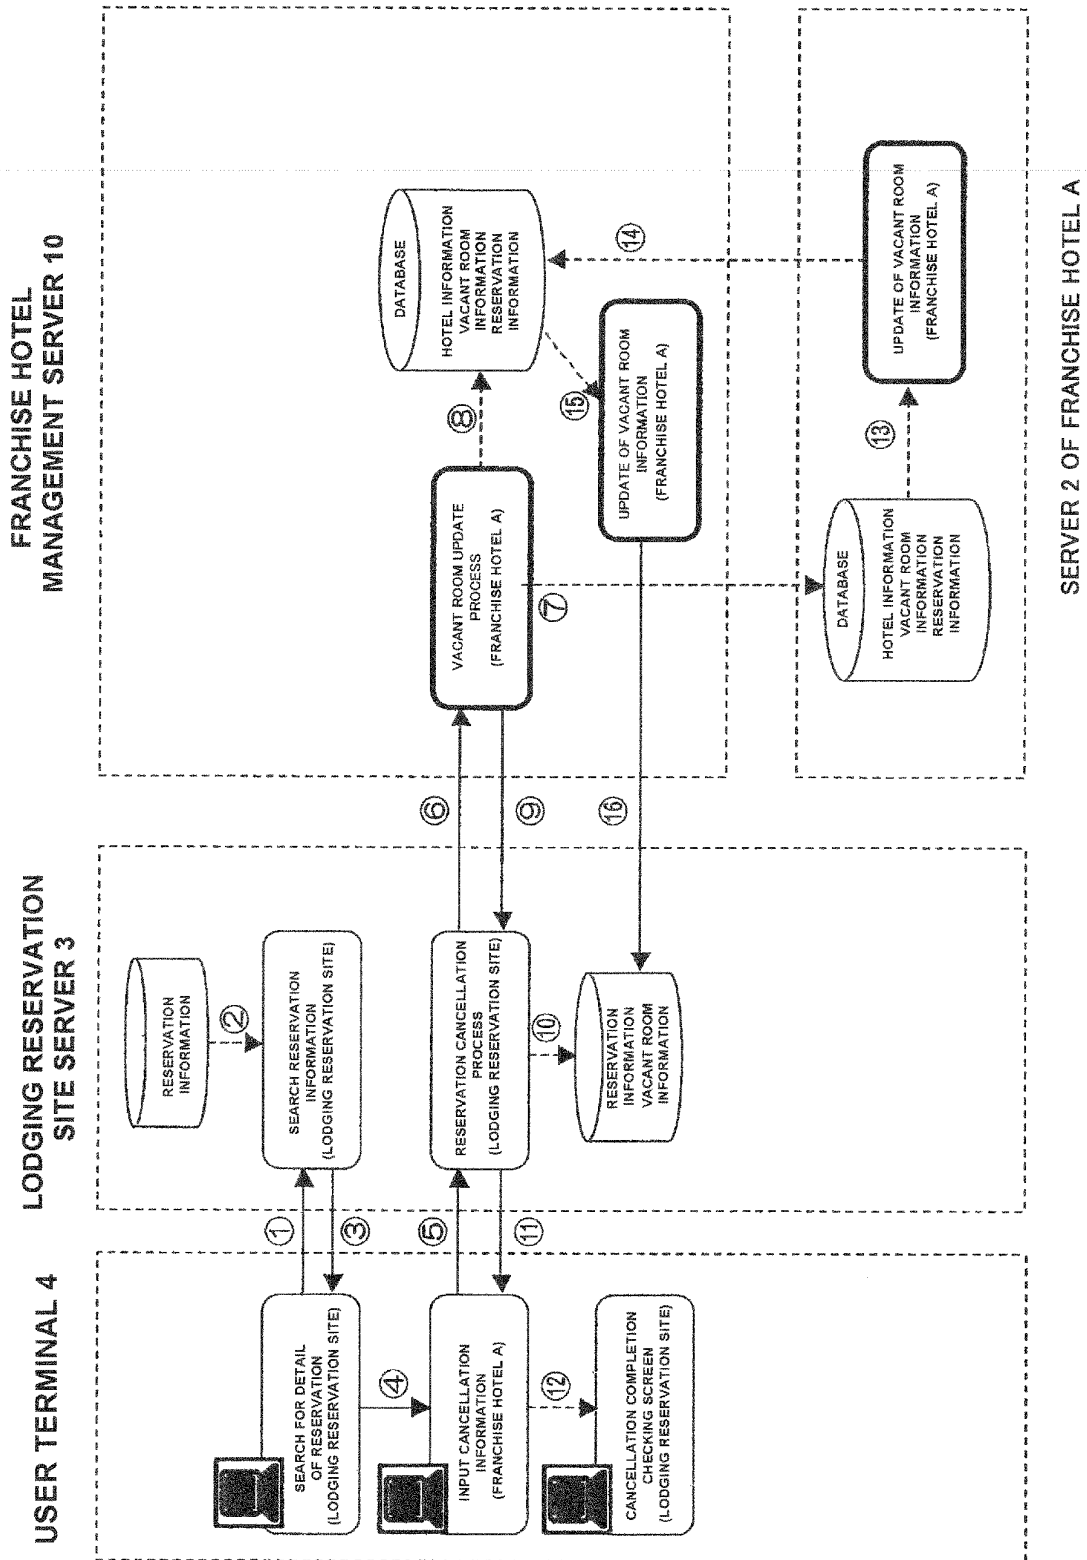 USER TERMINAL 4
SEARCH FOR DETAIL
OF RESERVATION
(LODGING RESERVATION SITE)
④
INPUT CANCELLATION
INFORMATION
(FRANCHISE HOTEL A)
⑫
CANCELLATION COMPLETION
CHECKING SCREEN
(LODGING RESERVATION SITE)
①
③
⑤
⑪
LODGING RESERVATION
SITE SERVER 3
RESERVATION
INFORMATION
②
SEARCH RESERVATION
INFORMATION
(LODGING RESERVATION SITE)
RESERVATION CANCELLATION
PROCESS
(LODGING RESERVATION SITE)
⑩
RESERVATION
INFORMATION
VACANT ROOM
INFORMATION
⑥
⑨
⑯
FRANCHISE HOTEL
MANAGEMENT SERVER 10
VACANT ROOM UPDATE
PROCESS
(FRANCHISE HOTEL A)
⑦
⑧
DATABASE
HOTEL INFORMATION
VACANT ROOM
INFORMATION
RESERVATION
INFORMATION
⑮
UPDATE OF VACANT ROOM
INFORMATION
(FRANCHISE HOTEL A)
⑭
DATABASE
HOTEL INFORMATION
VACANT ROOM
INFORMATION
RESERVATION
INFORMATION
⑬
UPDATE OF VACANT ROOM
INFORMATION
(FRANCHISE HOTEL A)
SERVER 2 OF FRANCHISE HOTEL A